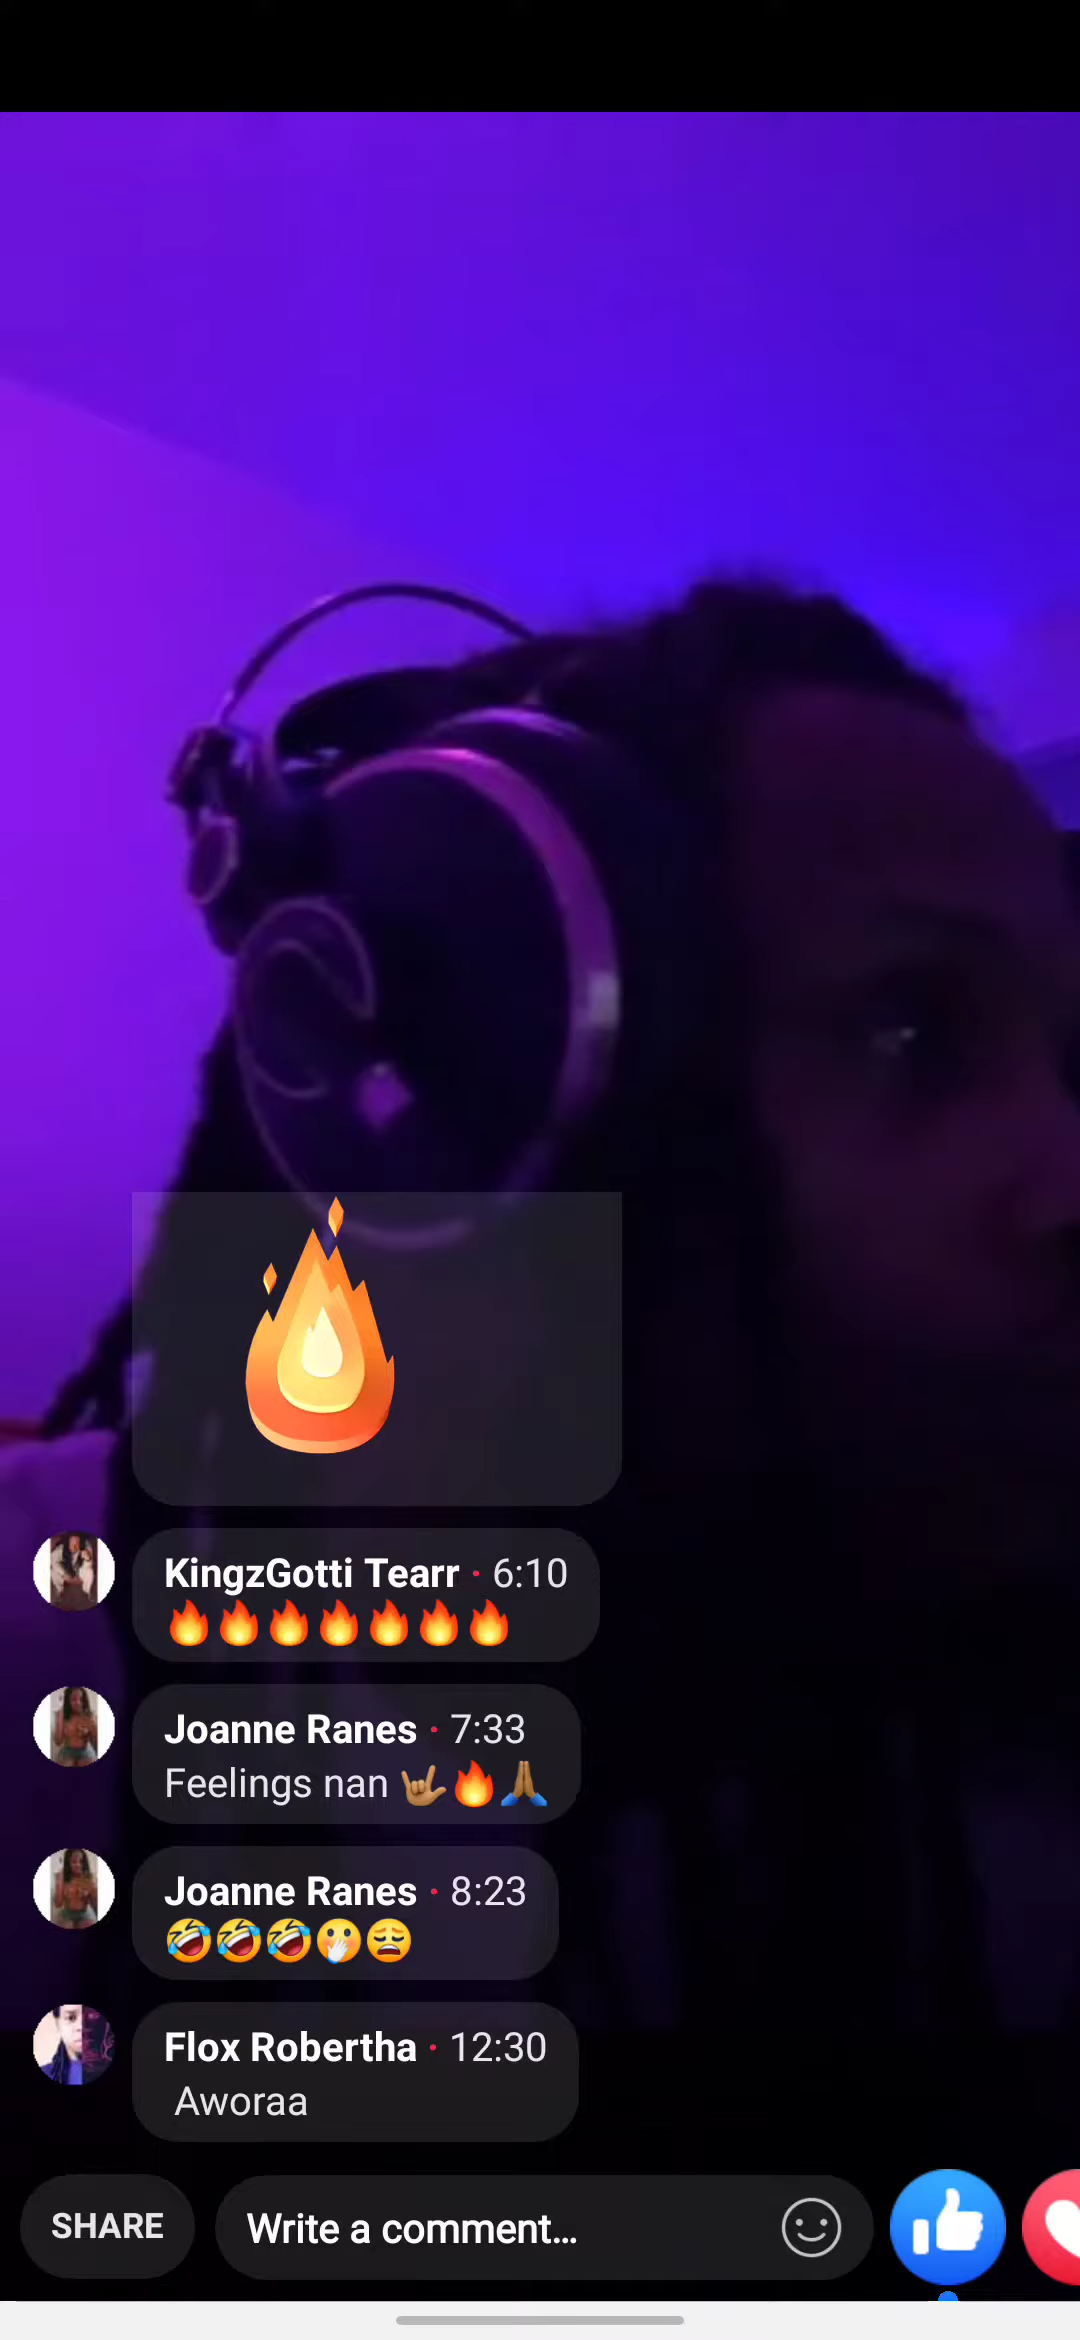 KingzGotti Tearr · 6:10
🔥🔥🔥🔥🔥🔥🔥
Joanne Ranes · 7:33
Feelings nan 🤟🏾🔥🙏🏾
Joanne Ranes · 8:23
🤣🤣🤣🫢😩
Flox Robertha · 12:30
Aworaa
SHARE
Write a comment...